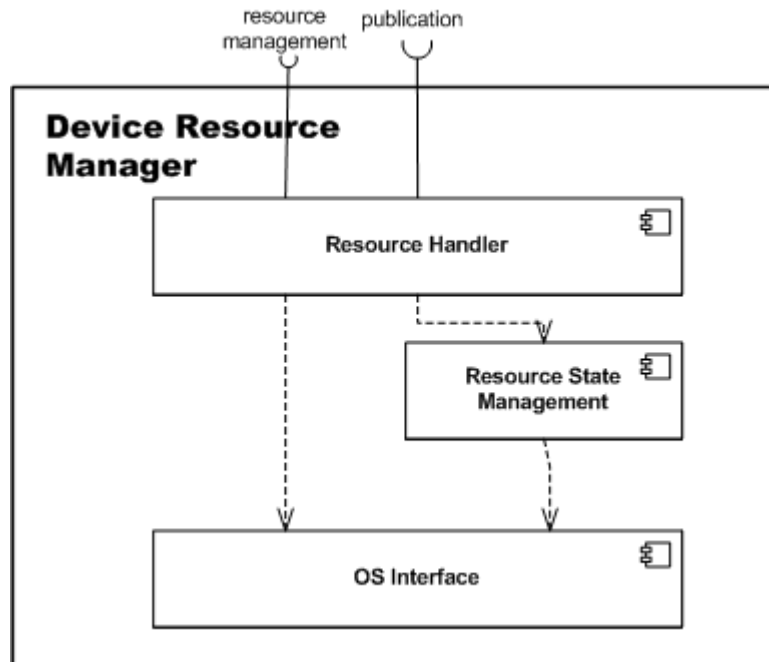 resource
management
publication
Device Resource
Manager
Resource Handler
Resource State
Management
OS Interface